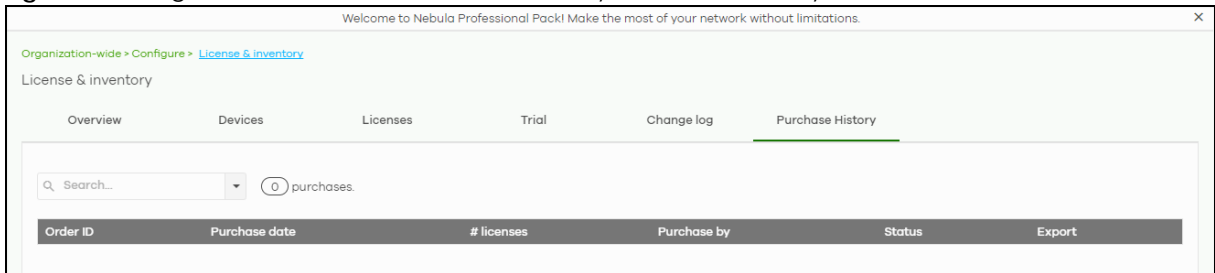 Welcome to Nebula Professional Pack! Make the most of your network without limitations. ×
Organization-wide > Configure > License & inventory
License & inventory
Overview Devices Licenses Trial Change log Purchase History
Search... 0 purchases.
Order ID Purchase date # licenses Purchase by Status Export